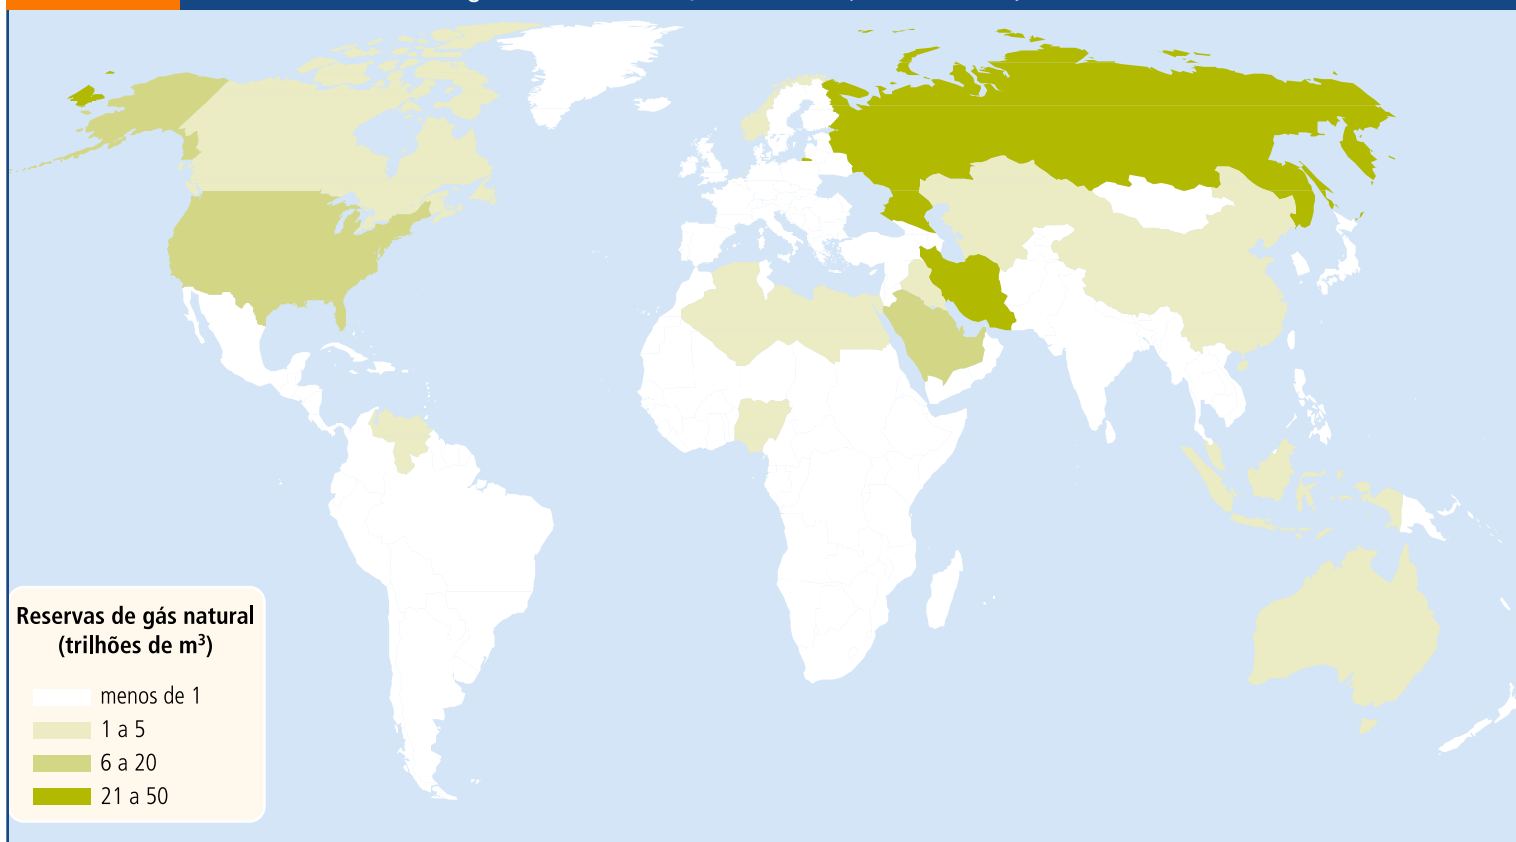 Reservas de gás natural
(trilhões de m³)
menos de 1
1 a 5
6 a 20
21 a 50